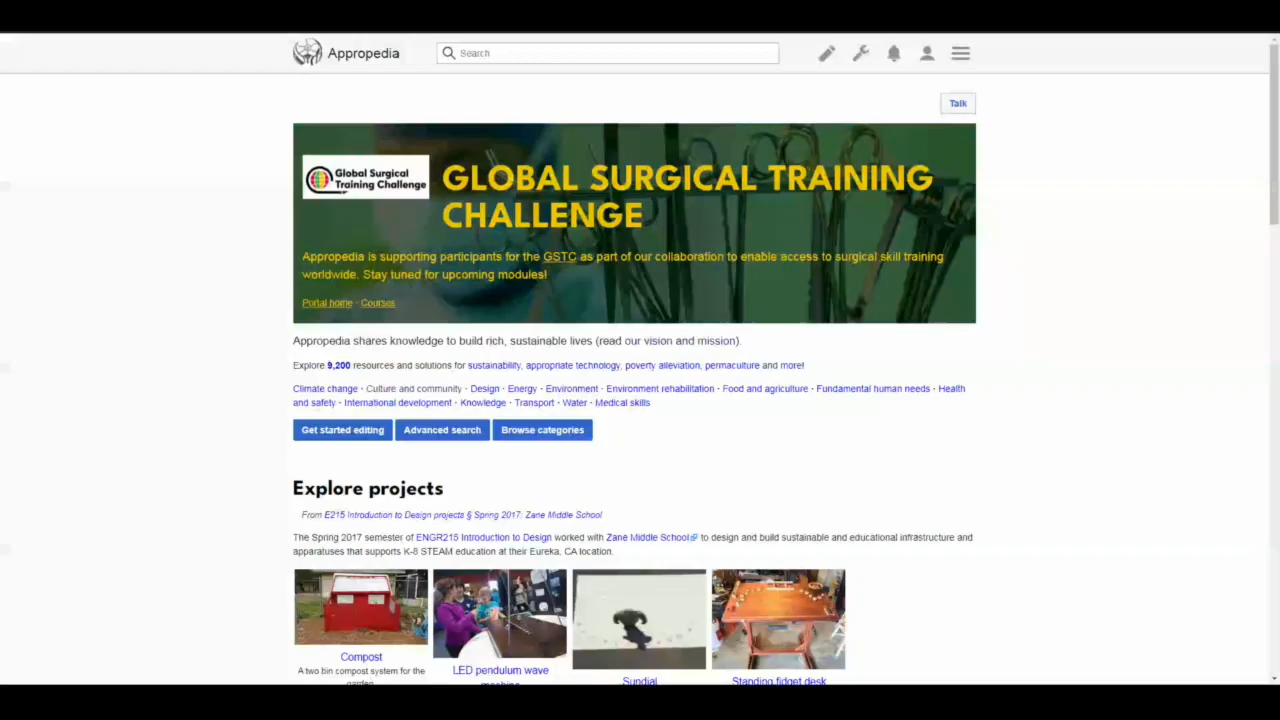 Appropedia
Search
Talk
Global Surgical
Training Challenge
GLOBAL SURGICAL TRAINING
CHALLENGE
Appropedia is supporting participants for the GSTC as part of our collaboration to enable access to surgical skill training
worldwide. Stay tuned for upcoming modules!
Portal home · Courses
Appropedia shares knowledge to build rich, sustainable lives (read our vision and mission).
Explore 9,200 resources and solutions for sustainability, appropriate technology, poverty alleviation, permaculture and more!
Climate change · Culture and community · Design · Energy · Environment · Environment rehabilitation · Food and agriculture · Fundamental human needs · Health
and safety · International development · Knowledge · Transport · Water · Medical skills
Get started editing
Advanced search
Browse categories
Explore projects
From E215 Introduction to Design projects § Spring 2017: Zane Middle School
The Spring 2017 semester of ENGR215 Introduction to Design worked with Zane Middle School to design and build sustainable and educational infrastructure and
apparatuses that supports K-8 STEAM education at their Eureka, CA location.
Compost
A two bin compost system for the
garden
LED pendulum wave
machine
Sundial
Standing fidget desk